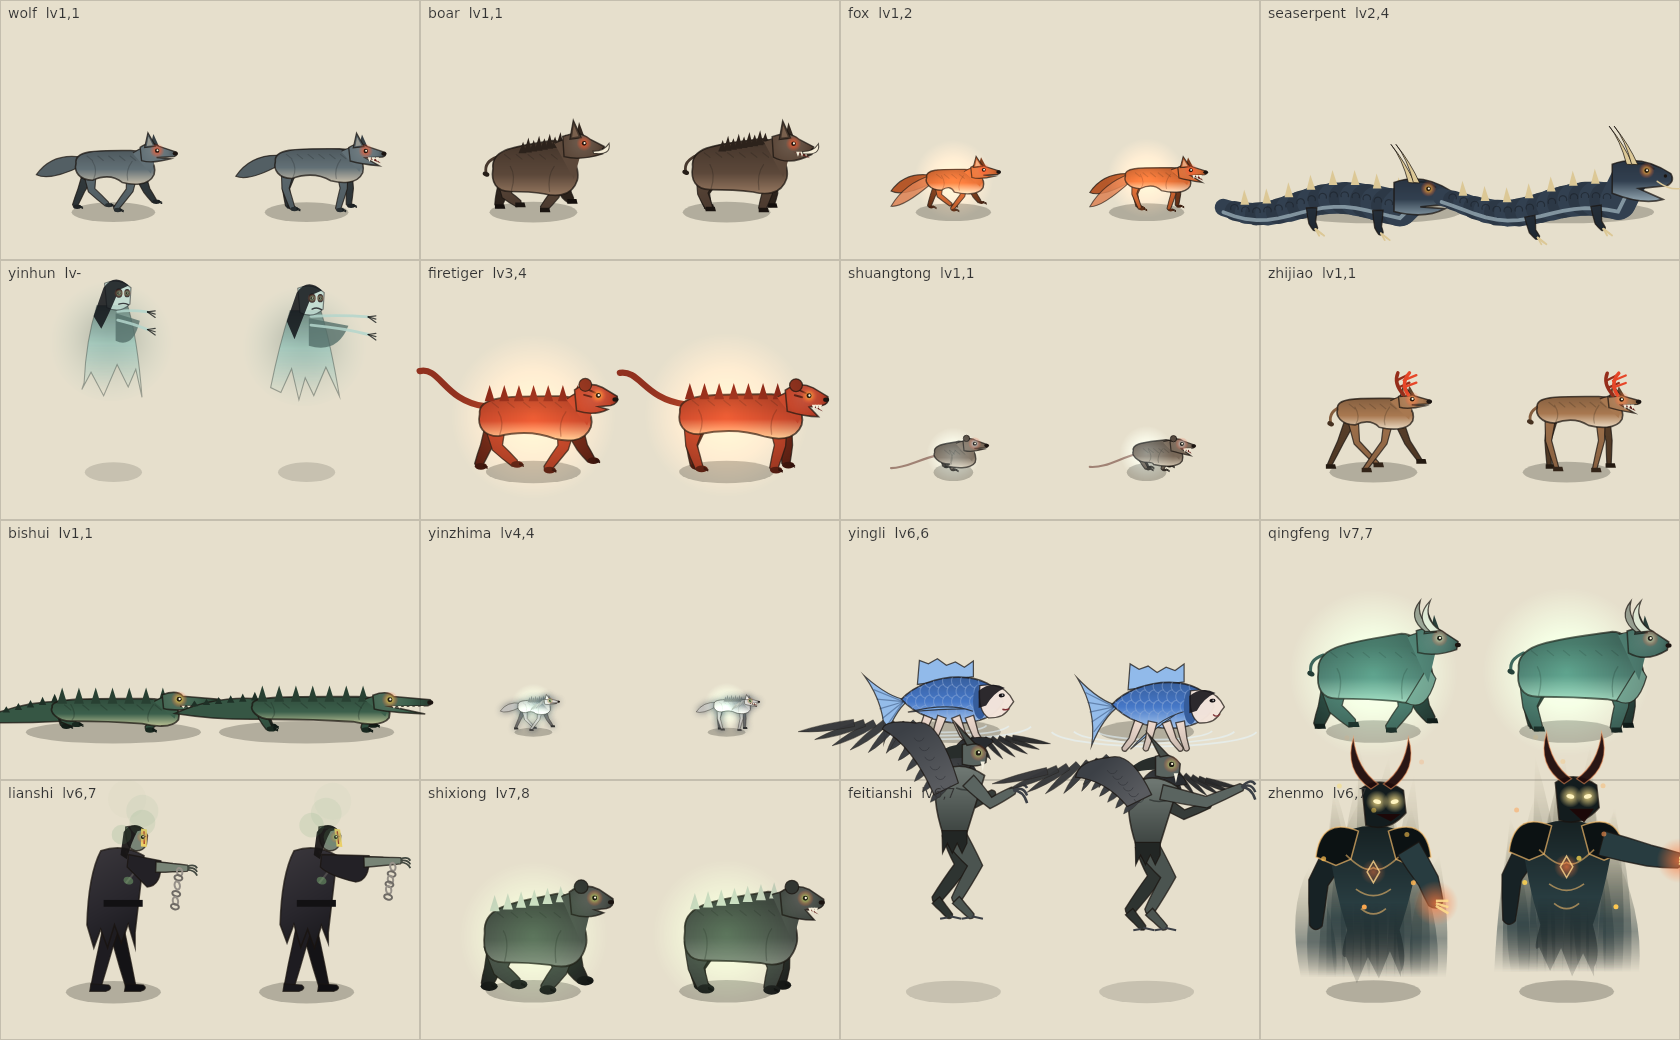 wolf lv1,1
boar lv1,1
fox lv1,2
seaserpent lv2,4
yinhun lv-
firetiger lv3,4
shuangtong lv1,1
zhijiao lv1,1
bishui lv1,1
yinzhima lv4,4
yingli lv6,6
qingfeng lv7,7
lianshi lv6,7
shixiong lv7,8
feitianshi
zhenmo